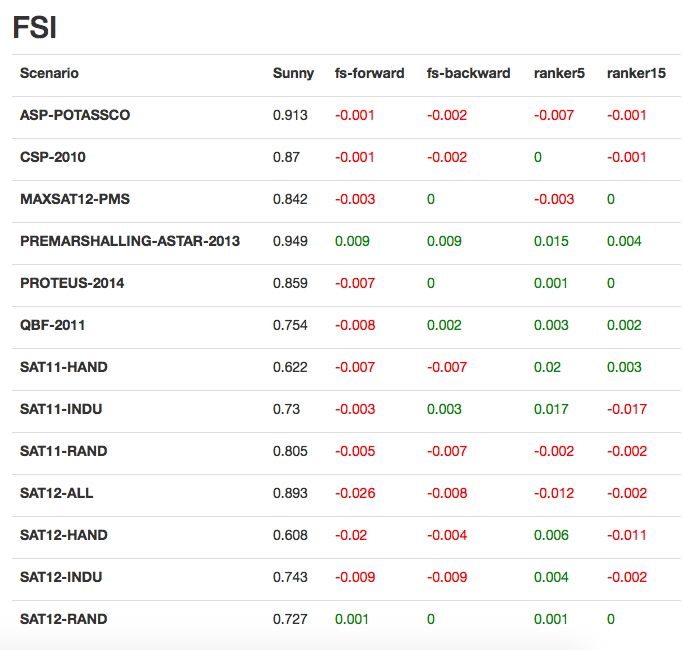 FSI
Scenario Sunny fs-forward fs-backward ranker5 ranker15
ASP-POTASSCO 0.913 -0.001 -0.002 -0.007 -0.001
CSP-2010 0.87 -0.001 -0.002 0 -0.001
MAXSAT12-PMS 0.842 -0.003 0 -0.003 0
PREMARSHALLING-ASTAR-2013 0.949 0.009 0.009 0.015 0.004
PROTEUS-2014 0.859 -0.007 0 0.001 0
QBF-2011 0.754 -0.008 0.002 0.003 0.002
SAT11-HAND 0.622 -0.007 -0.007 0.02 0.003
SAT11-INDU 0.73 -0.003 0.003 0.017 -0.017
SAT11-RAND 0.805 -0.005 -0.007 -0.002 -0.002
SAT12-ALL 0.893 -0.026 -0.008 -0.012 -0.002
SAT12-HAND 0.608 -0.02 -0.004 0.006 -0.011
SAT12-INDU 0.743 -0.009 -0.009 0.004 -0.002
SAT12-RAND 0.727 0.001 0 0.001 0